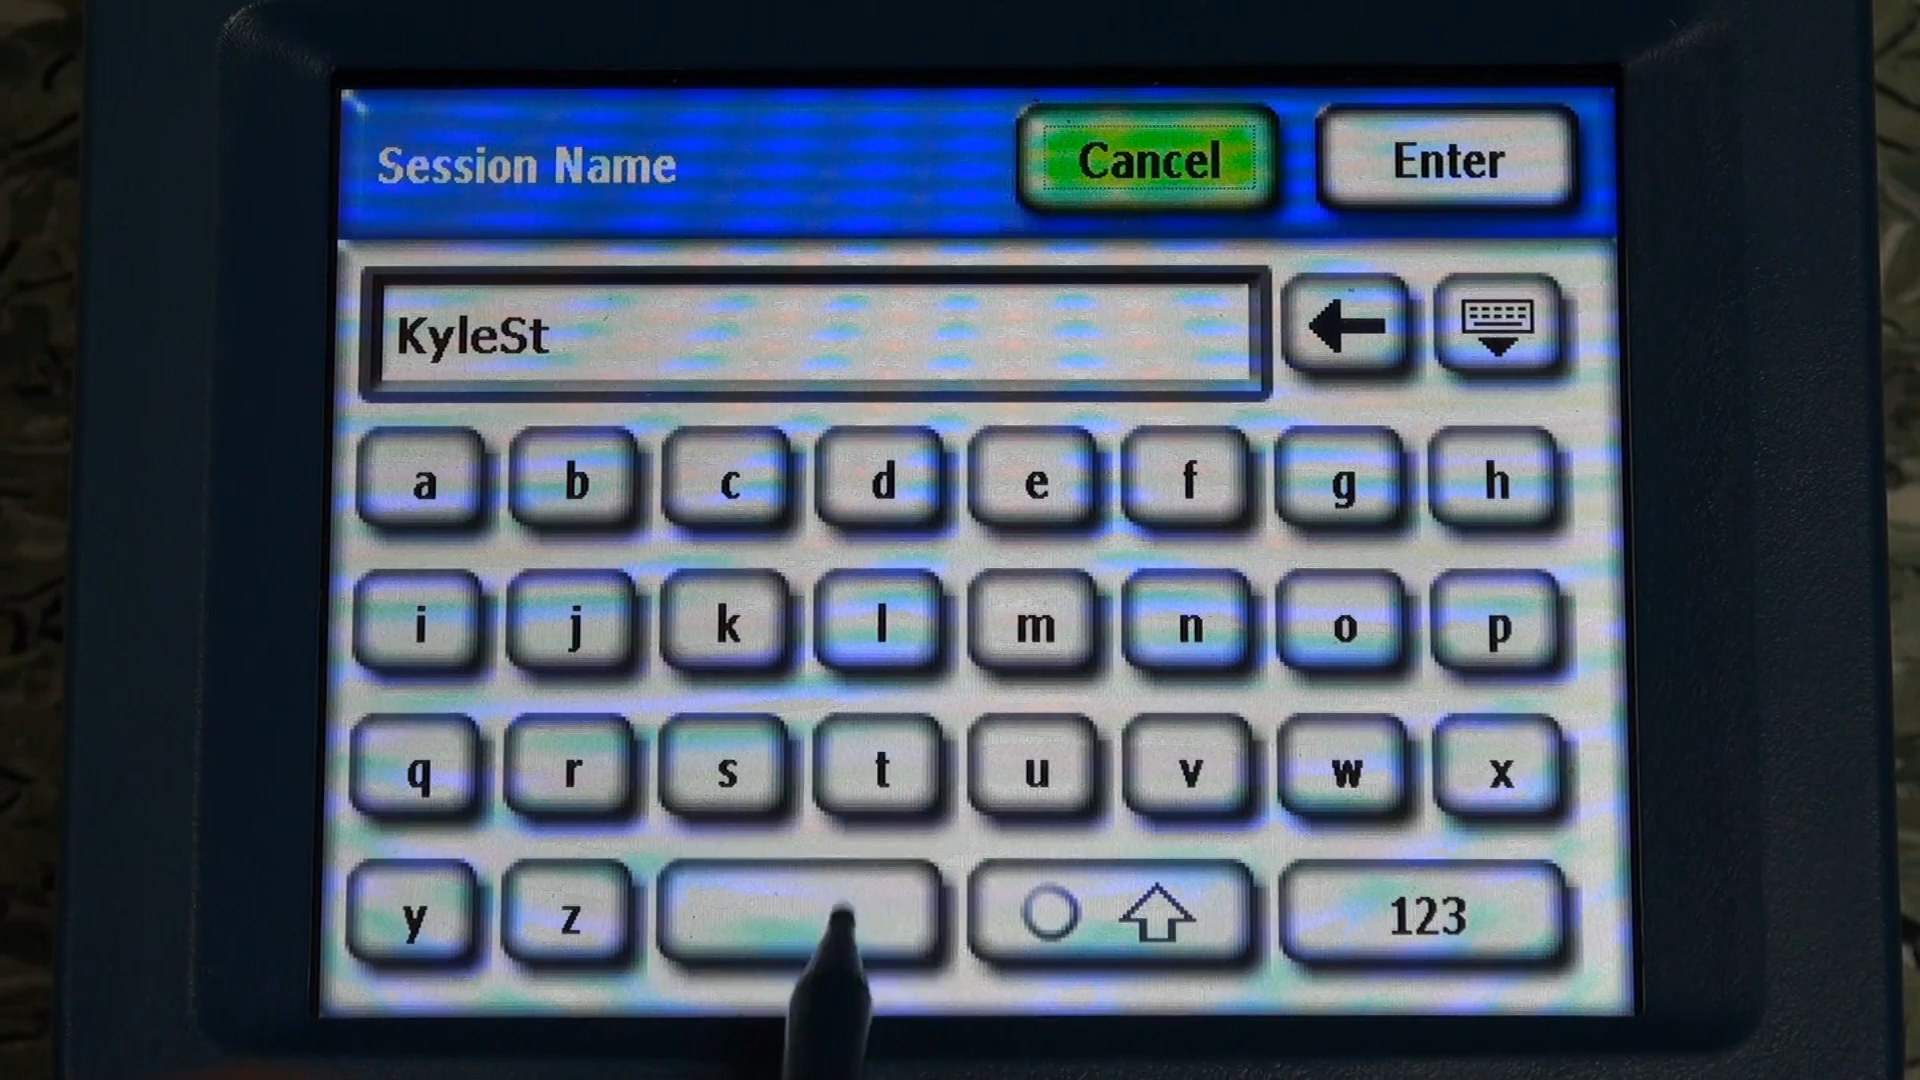 Session Name Cancel Enter
KyleSt
a b c d e f g h
i j k l m n o p
q r s t u v w x
y z 123